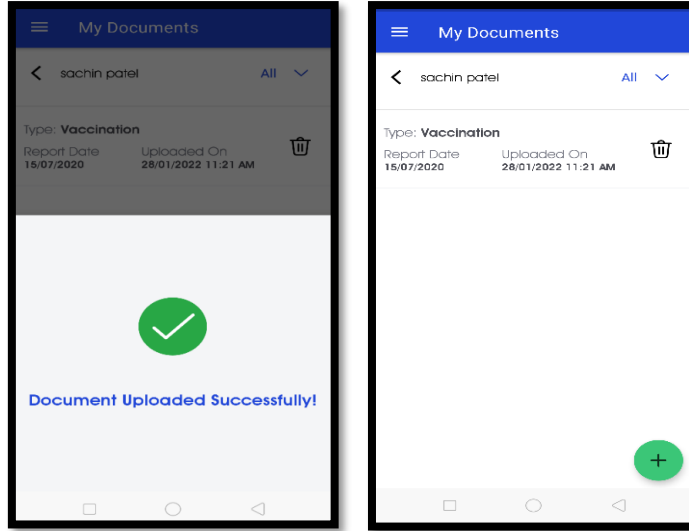 My Documents
sachin patel All
Type: Vaccination
Report Date Uploaded On
15/07/2020 28/01/2022 11:21 AM
Document Uploaded Successfully!
My Documents
sachin patel All
Type: Vaccination
Report Date Uploaded On
15/07/2020 28/01/2022 11:21 AM
+